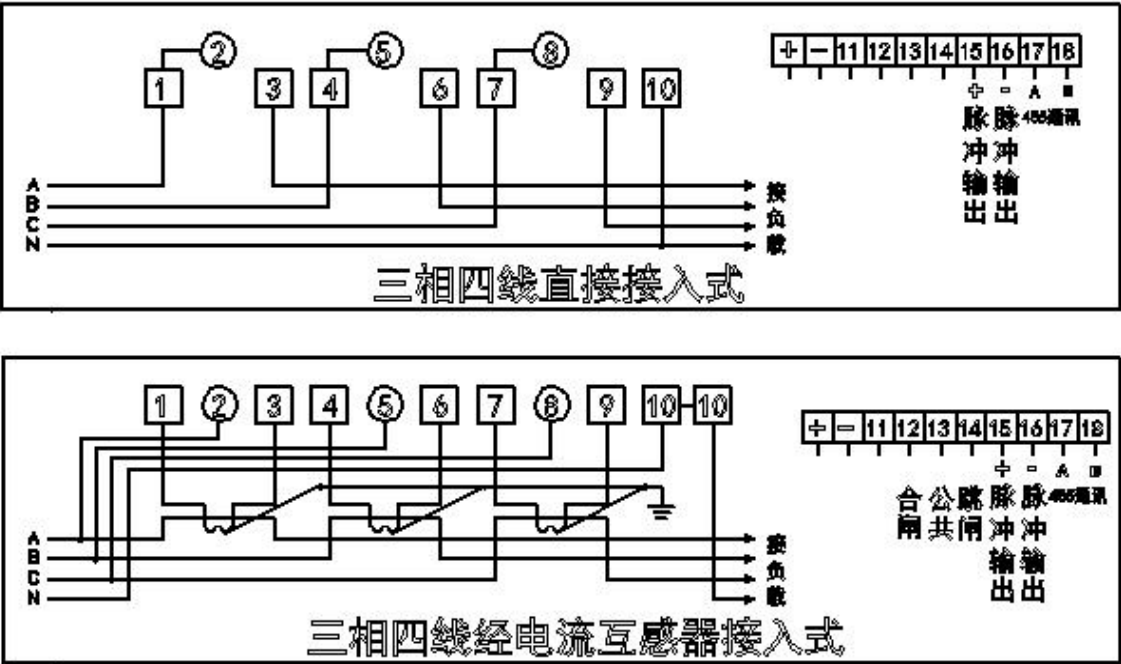 2 5 8
1 3 4 6 7 9 10
+ - 11 12 13 14 15 16 17 18
+ - A B
脉冲输出 脉冲输出 485通讯
A
B
C
N
接负载
三相四线直接接入式
1 2 3 4 5 6 7 8 9 10 10
+ - 11 12 13 14 15 16 17 18
+ - A B
合闸 公共 跳闸 脉冲输出 脉冲输出 485通讯
A
B
C
N
接负载
三相四线经电流互感器接入式